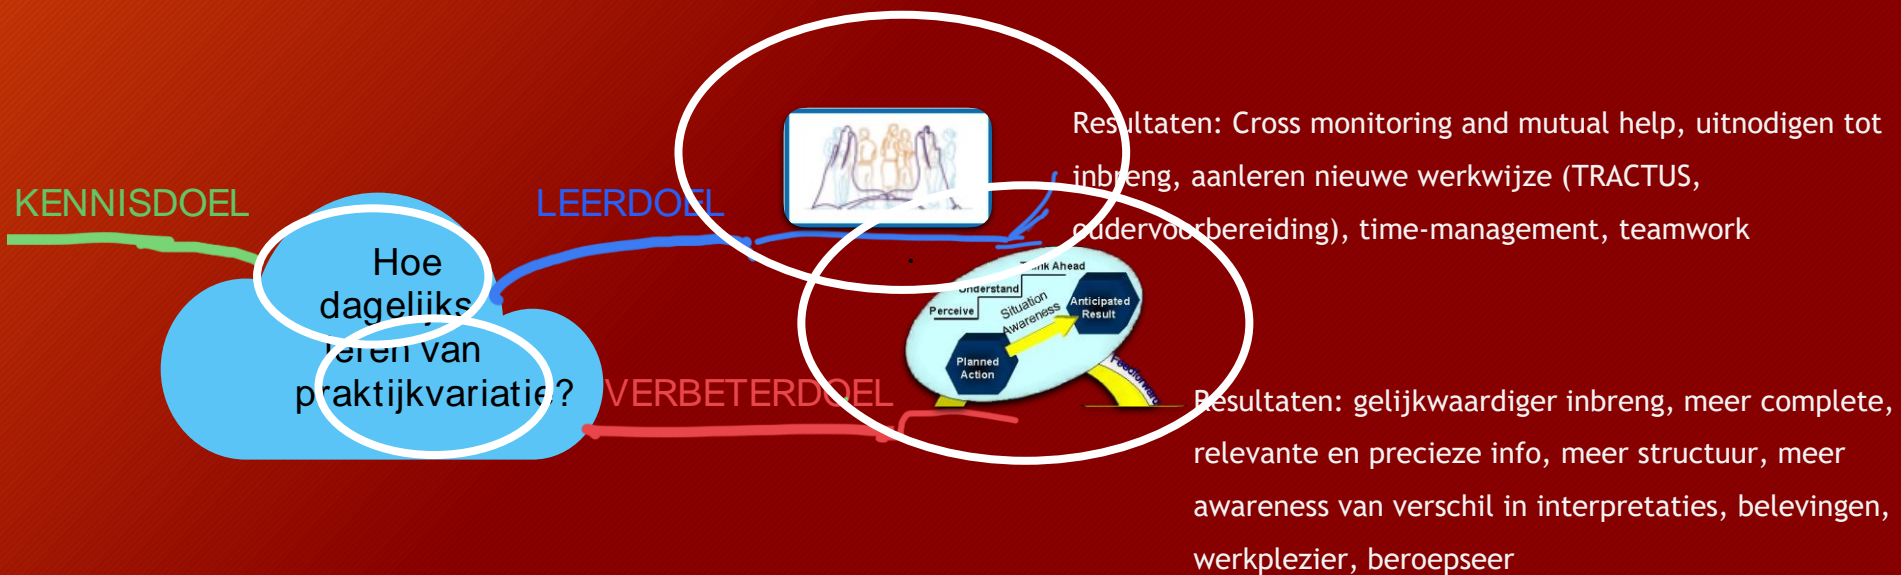 KENNISDOEL
Hoe
dagelijks
leren van
praktijkvariatie?
LEERDOEL
Resultaten: Cross monitoring and mutual help, uitnodigen tot
inbreng, aanleren nieuwe werkwijze (TRACTUS,
oudervoorbereiding), time-management, teamwork
Think Ahead
Understand
Perceive
Situation
Awareness
Anticipated
Result
Planned
Action
Feedforward
VERBETERDOEL
Resultaten: gelijkwaardiger inbreng, meer complete,
relevante en precieze info, meer structuur, meer
awareness van verschil in interpretaties, belevingen,
werkplezier, beroepseer